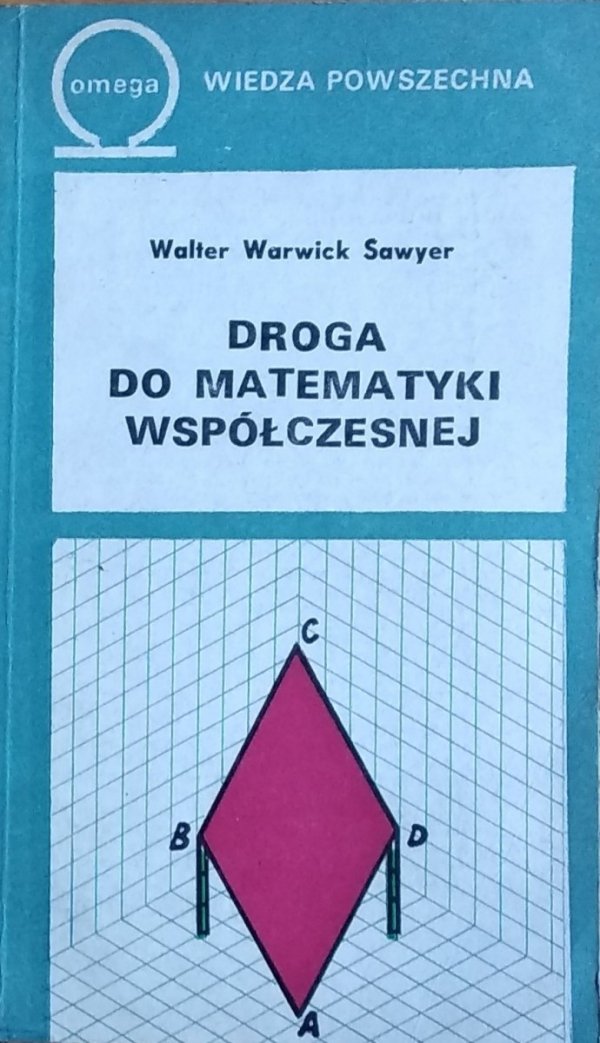 omega
WIEDZA POWSZECHNA
Walter Warwick Sawyer
DROGA
DO MATEMATYKI
WSPÓŁCZESNEJ
C
B
D
A